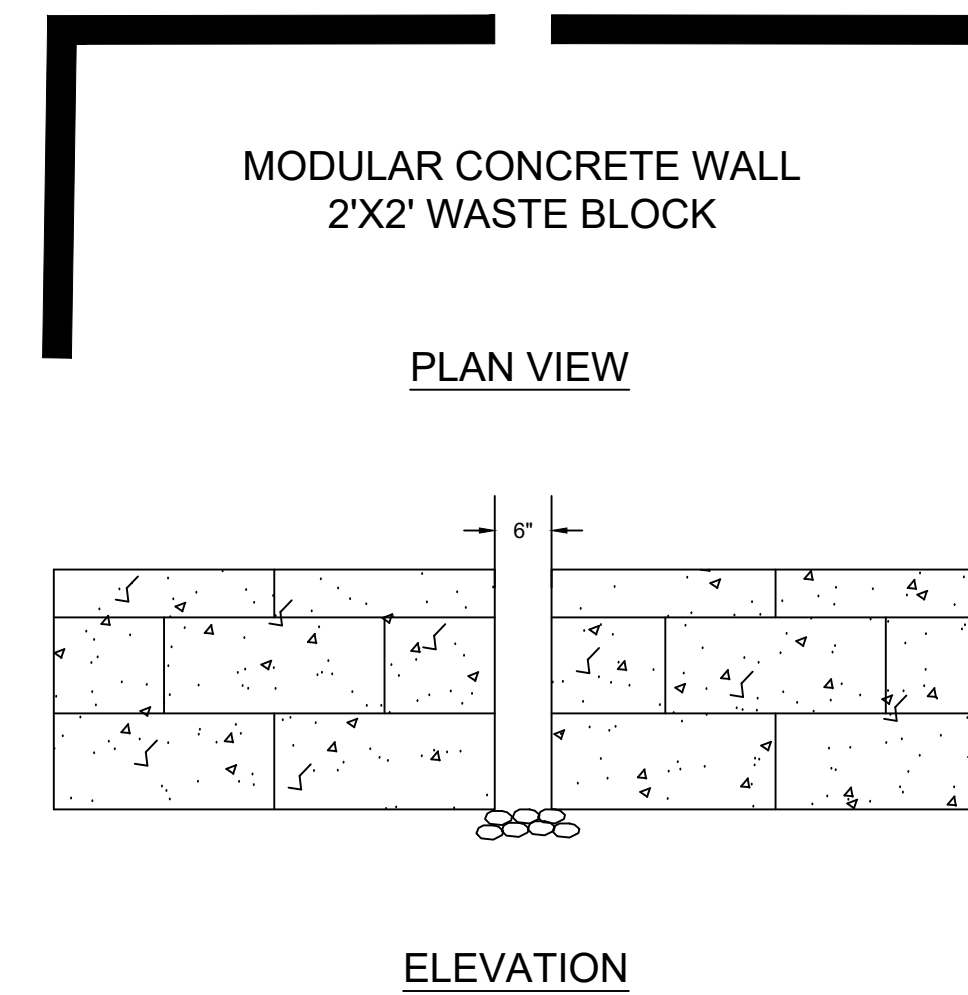 MODULAR CONCRETE WALL
2'X2' WASTE BLOCK
PLAN VIEW
6"
ELEVATION